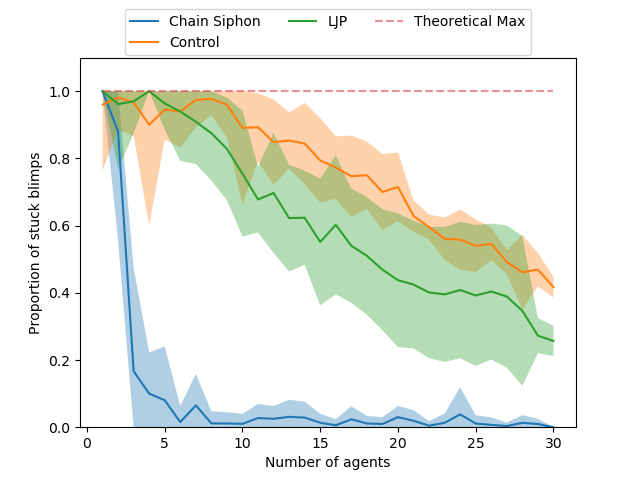 Chain Siphon LJP Theoretical Max
Control
1.0
0.8
0.6
0.4
0.2
0.0
Proportion of stuck blimps
0 5 10 15 20 25 30
Number of agents